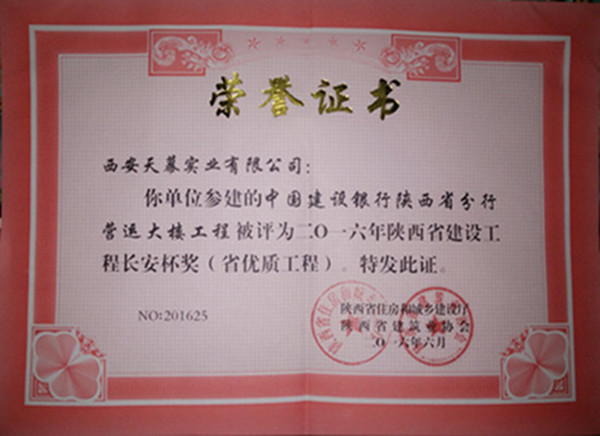 荣誉证书
西安天幕实业有限公司：
你单位参建的中国建设银行陕西省分行
营运大楼工程被评为二〇一六年陕西省建设工
程长安杯奖（省优质工程）。特发此证。
NO:201625
陕西省住房和城乡建设厅
陕西省建筑业协会
二〇一六年六月